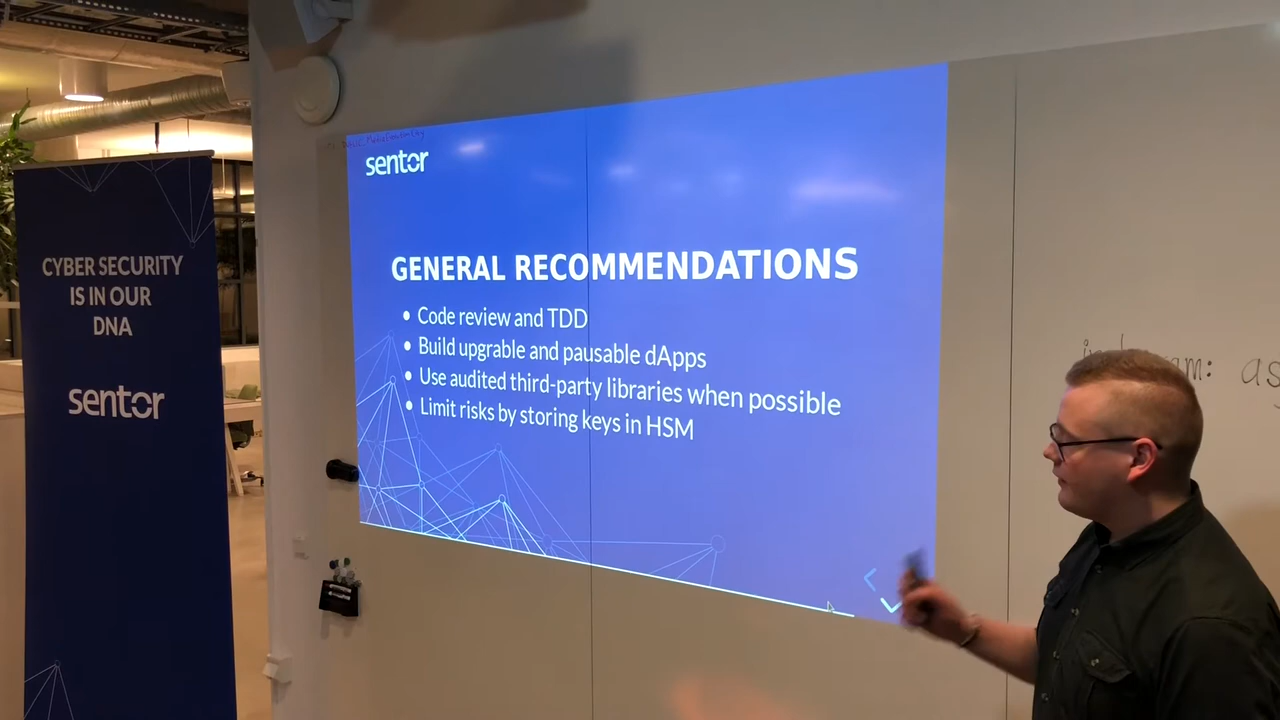 CYBER SECURITY
IS IN OUR
DNA
sentor
sentor
GENERAL RECOMMENDATIONS
• Code review and TDD
• Build upgrable and pausable dApps
• Use audited third-party libraries when possible
• Limit risks by storing keys in HSM
as